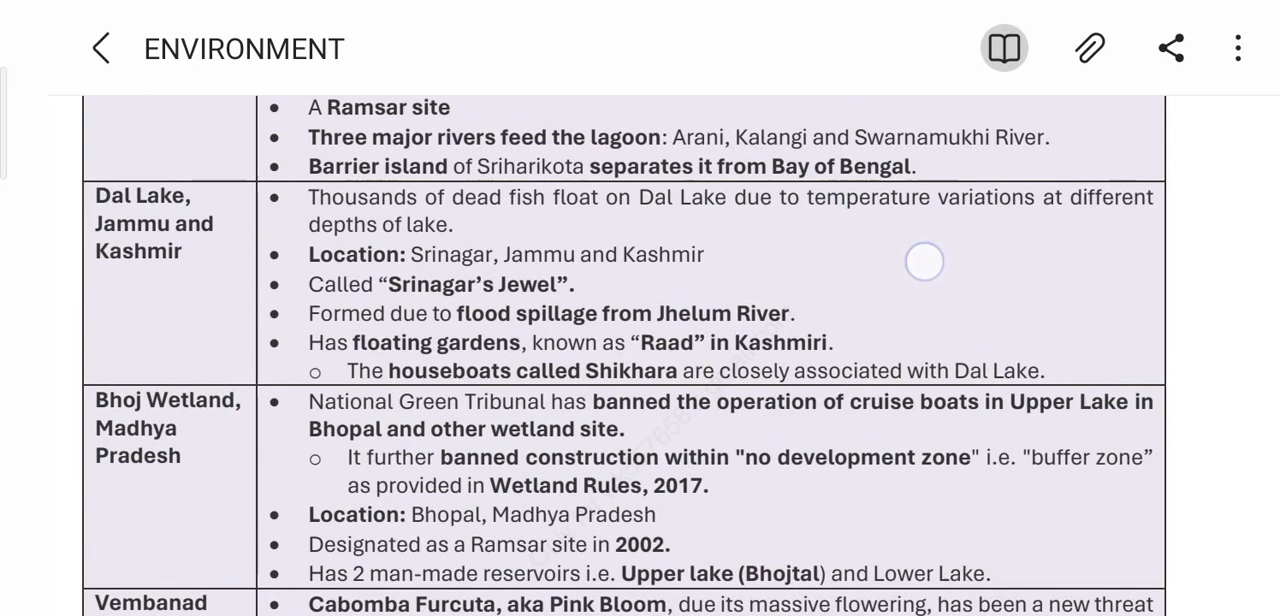 ENVIRONMENT
• A Ramsar site
• Three major rivers feed the lagoon: Arani, Kalangi and Swarnamukhi River.
• Barrier island of Sriharikota separates it from Bay of Bengal.
Dal Lake,
Jammu and
Kashmir
• Thousands of dead fish float on Dal Lake due to temperature variations at different
depths of lake.
• Location: Srinagar, Jammu and Kashmir
• Called “Srinagar’s Jewel”.
• Formed due to flood spillage from Jhelum River.
• Has floating gardens, known as “Raad” in Kashmiri.
o The houseboats called Shikhara are closely associated with Dal Lake.
Bhoj Wetland,
Madhya
Pradesh
• National Green Tribunal has banned the operation of cruise boats in Upper Lake in
Bhopal and other wetland site.
o It further banned construction within "no development zone" i.e. "buffer zone”
as provided in Wetland Rules, 2017.
• Location: Bhopal, Madhya Pradesh
• Designated as a Ramsar site in 2002.
• Has 2 man-made reservoirs i.e. Upper lake (Bhojtal) and Lower Lake.
Vembanad
• Cabomba Furcuta, aka Pink Bloom, due its massive flowering, has been a new threat